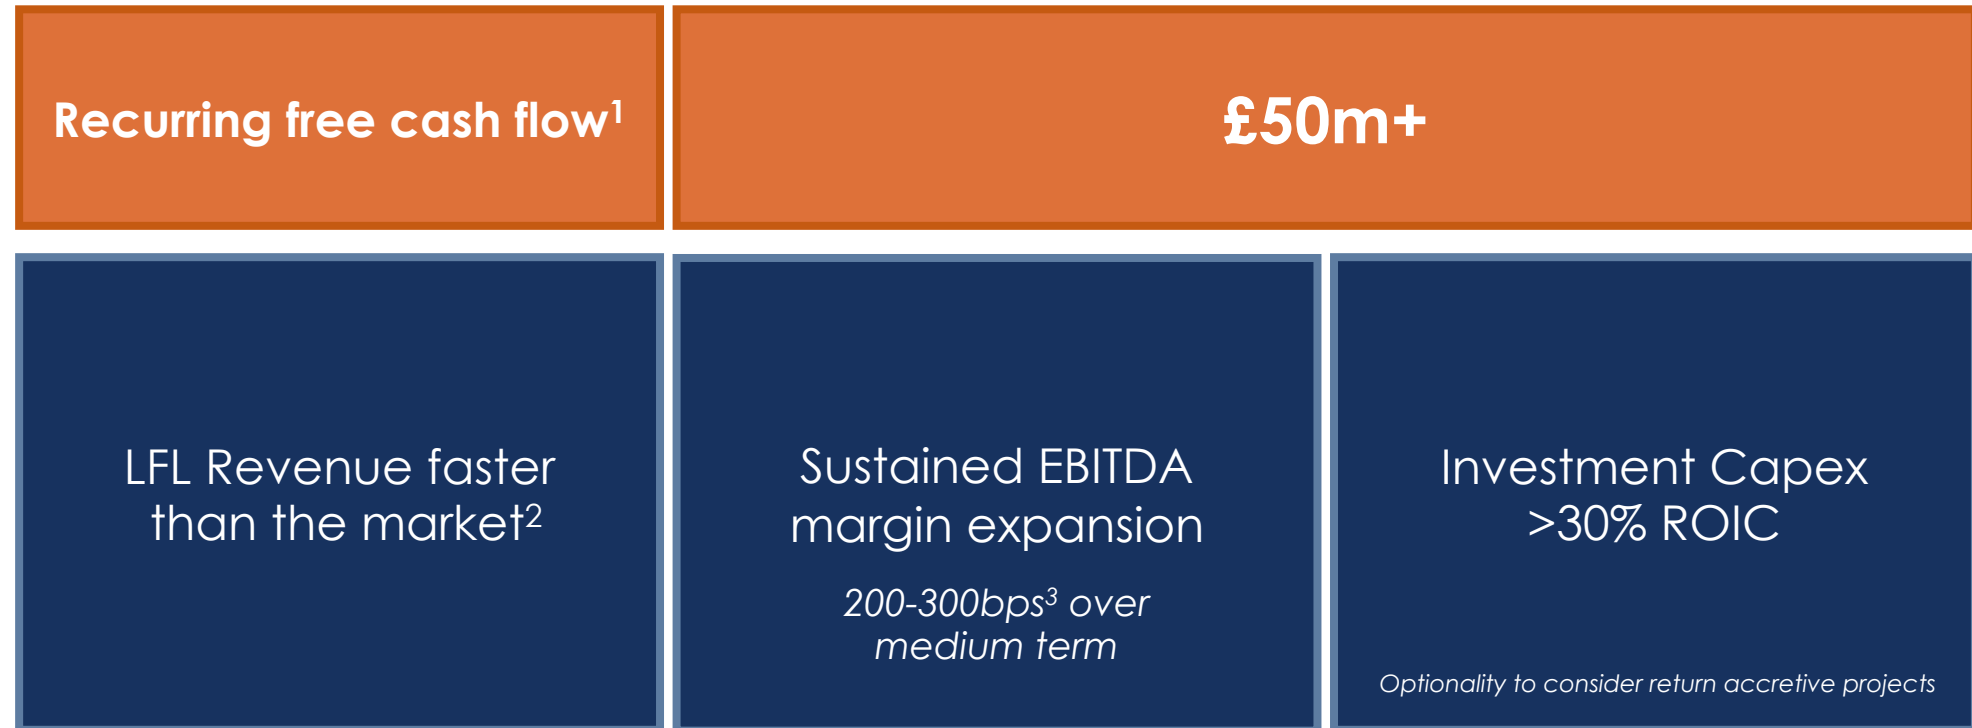 Recurring free cash flow¹
£50m+
LFL Revenue faster
than the market²
Sustained EBITDA
margin expansion
200-300bps³ over
medium term
Investment Capex
>30% ROIC
Optionality to consider return accretive projects